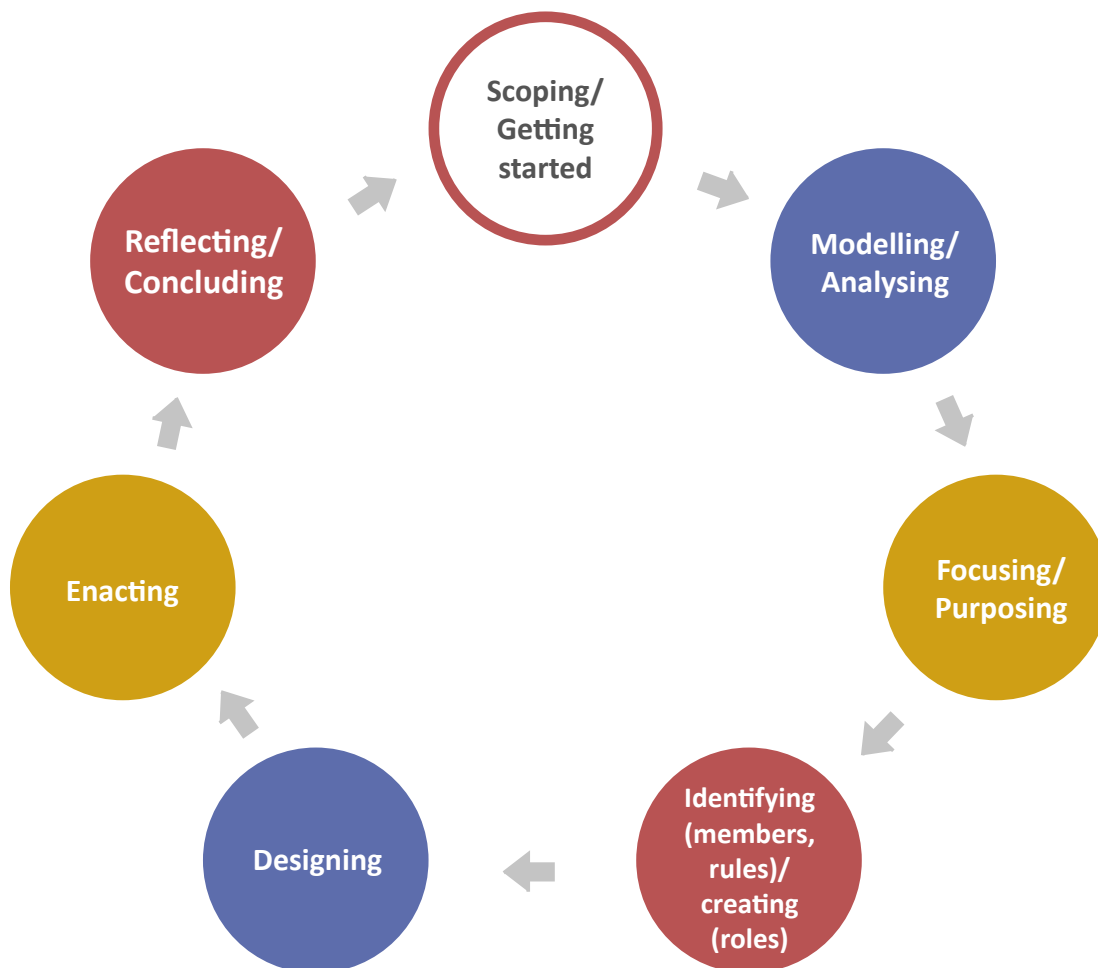 Scoping/
Getting
started
Modelling/
Analysing
Focusing/
Purposing
Identifying
(members,
rules)/
creating
(roles)
Designing
Enacting
Reflecting/
Concluding